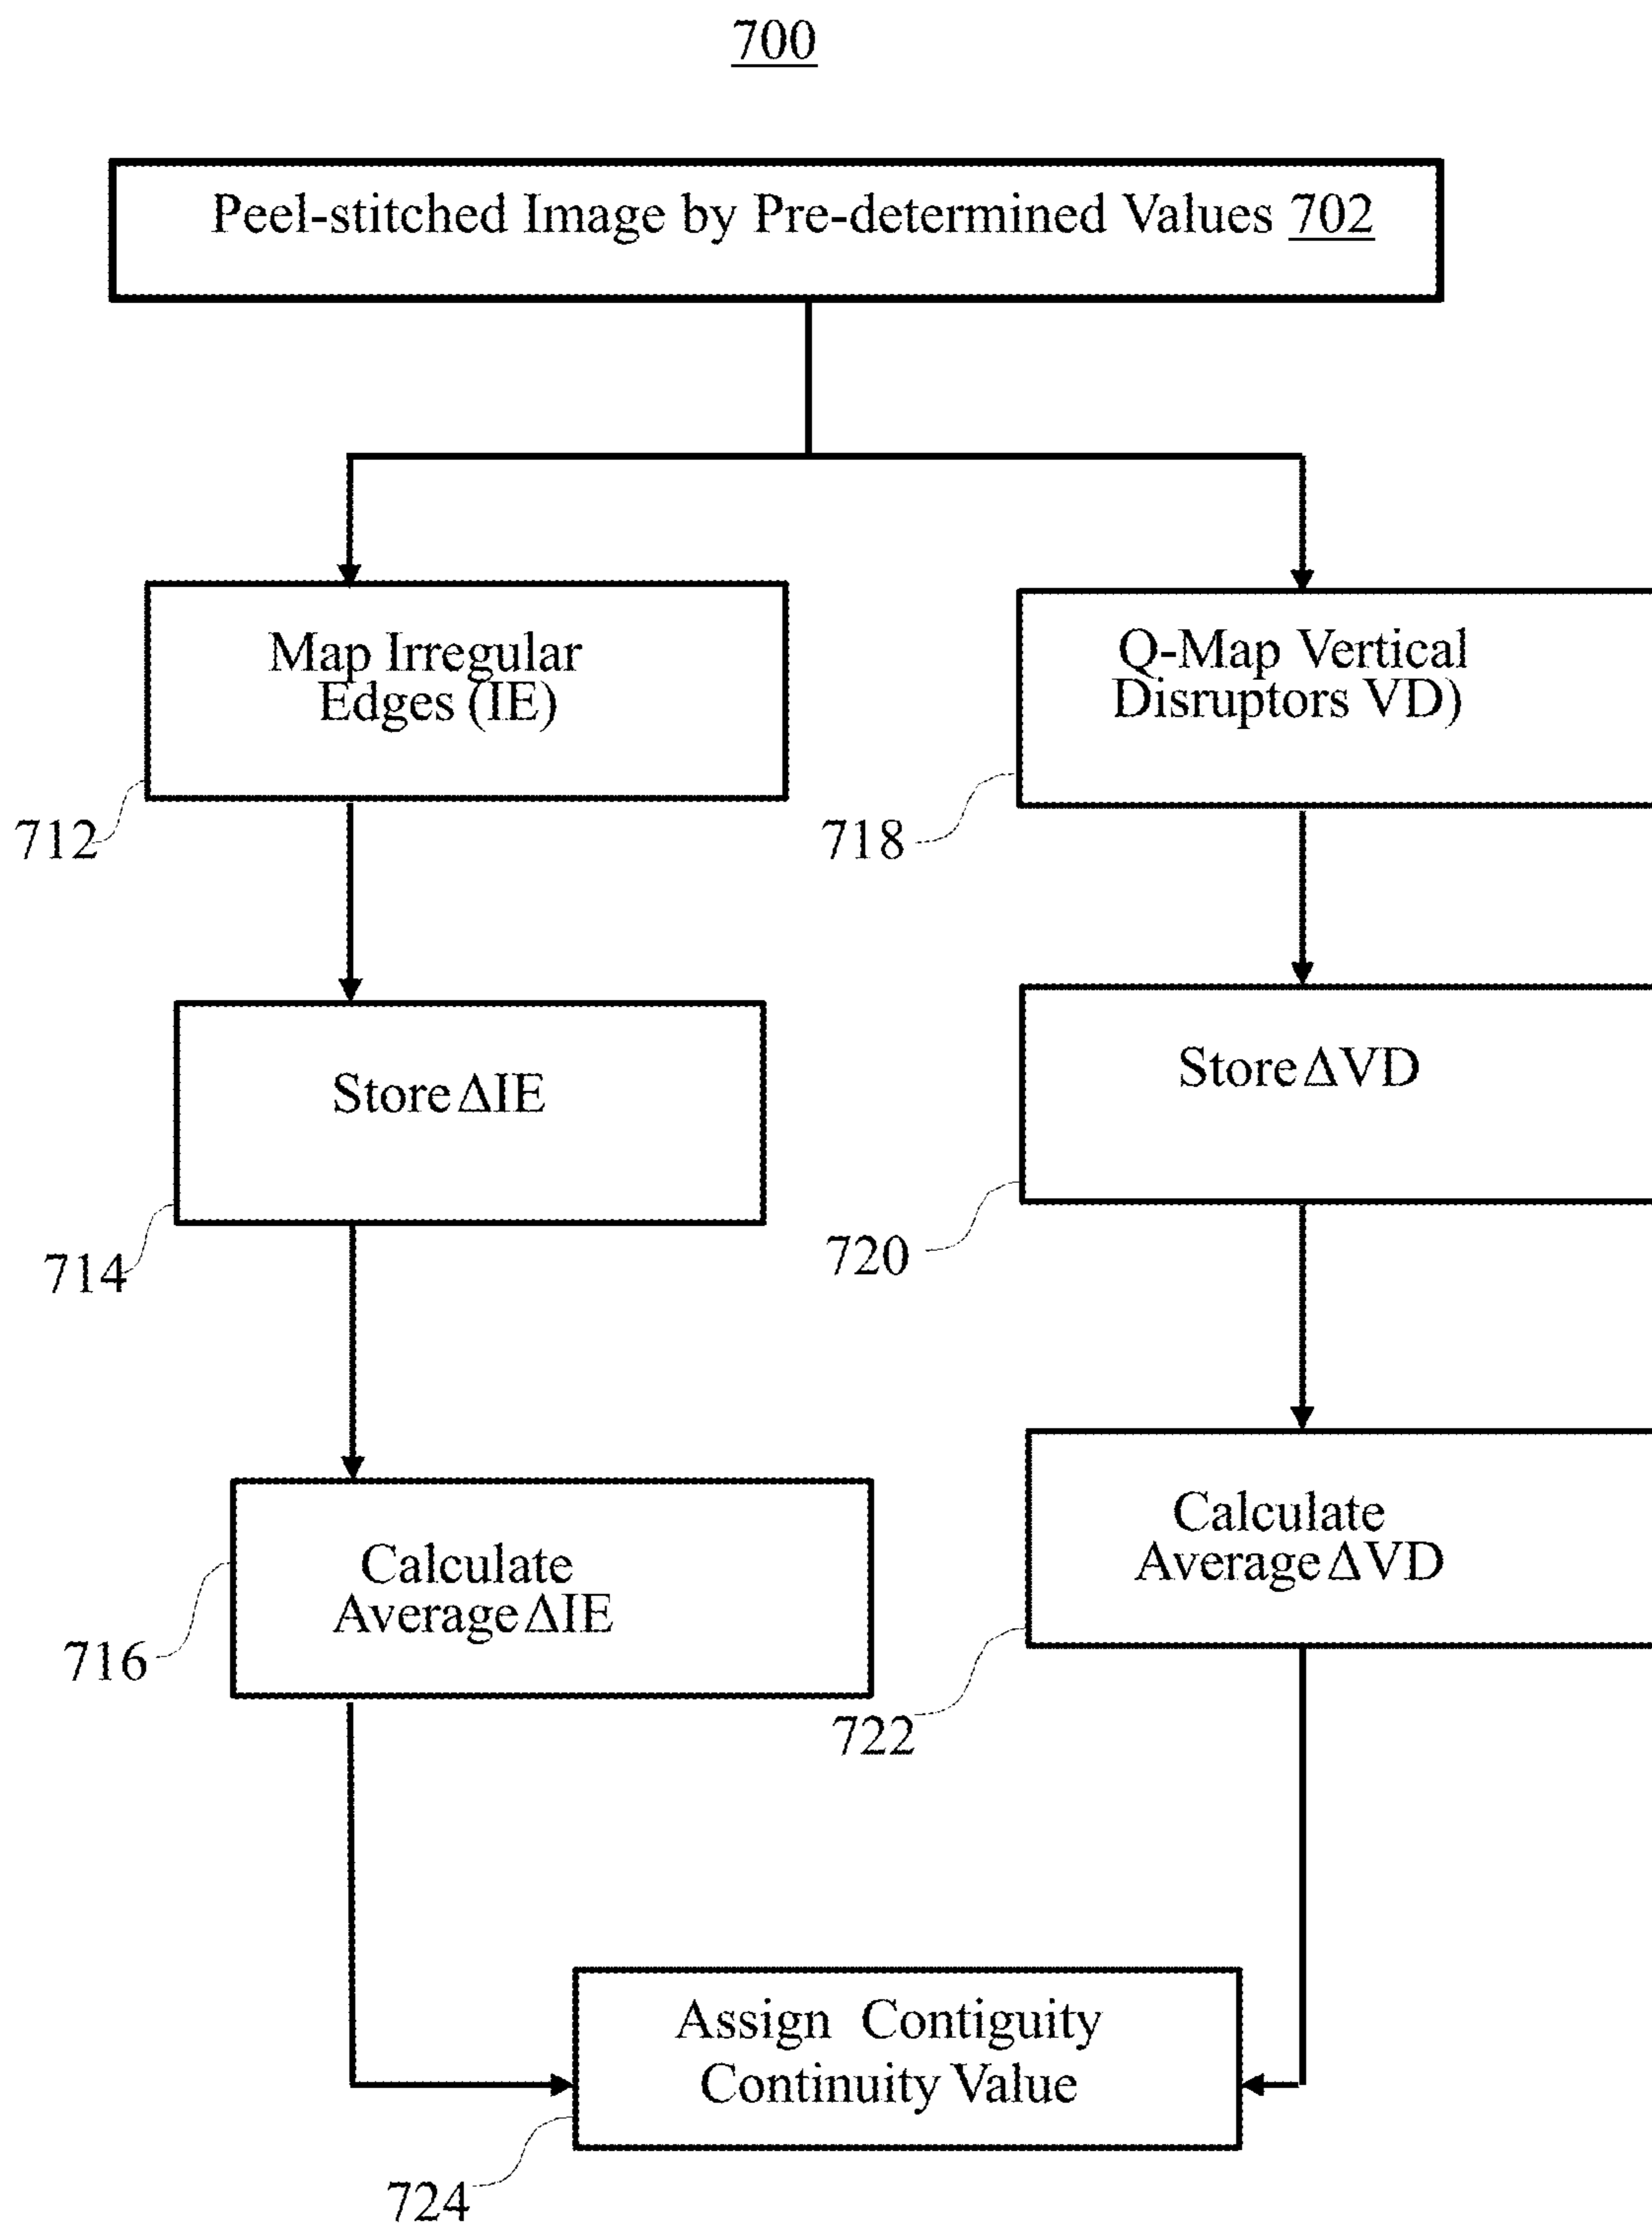 700
Peel-stitched Image by Pre-determined Values 702
Map Irregular
Edges (IE)
712
Q-Map Vertical
Disruptors VD)
718
Store ΔIE
714
Store ΔVD
720
Calculate
Average ΔIE
716
Calculate
Average ΔVD
722
Assign Contiguity
Continuity Value
724